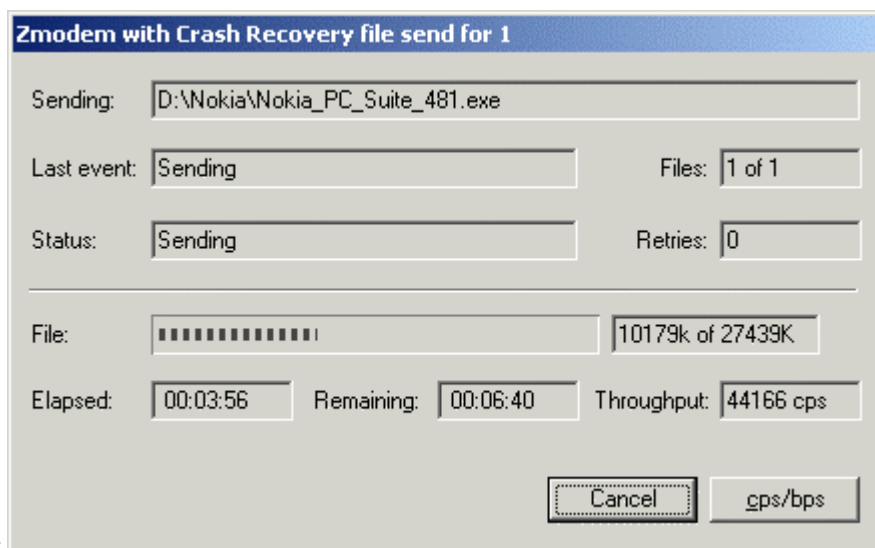 Zmodem with Crash Recovery file send for 1
Sending: D:\Nokia\Nokia_PC_Suite_481.exe
Last event: Sending Files: 1 of 1
Status: Sending Retries: 0
File: 10179k of 27439K
Elapsed: 00:03:56 Remaining: 00:06:40 Throughput: 44166 cps
Cancel cps/bps